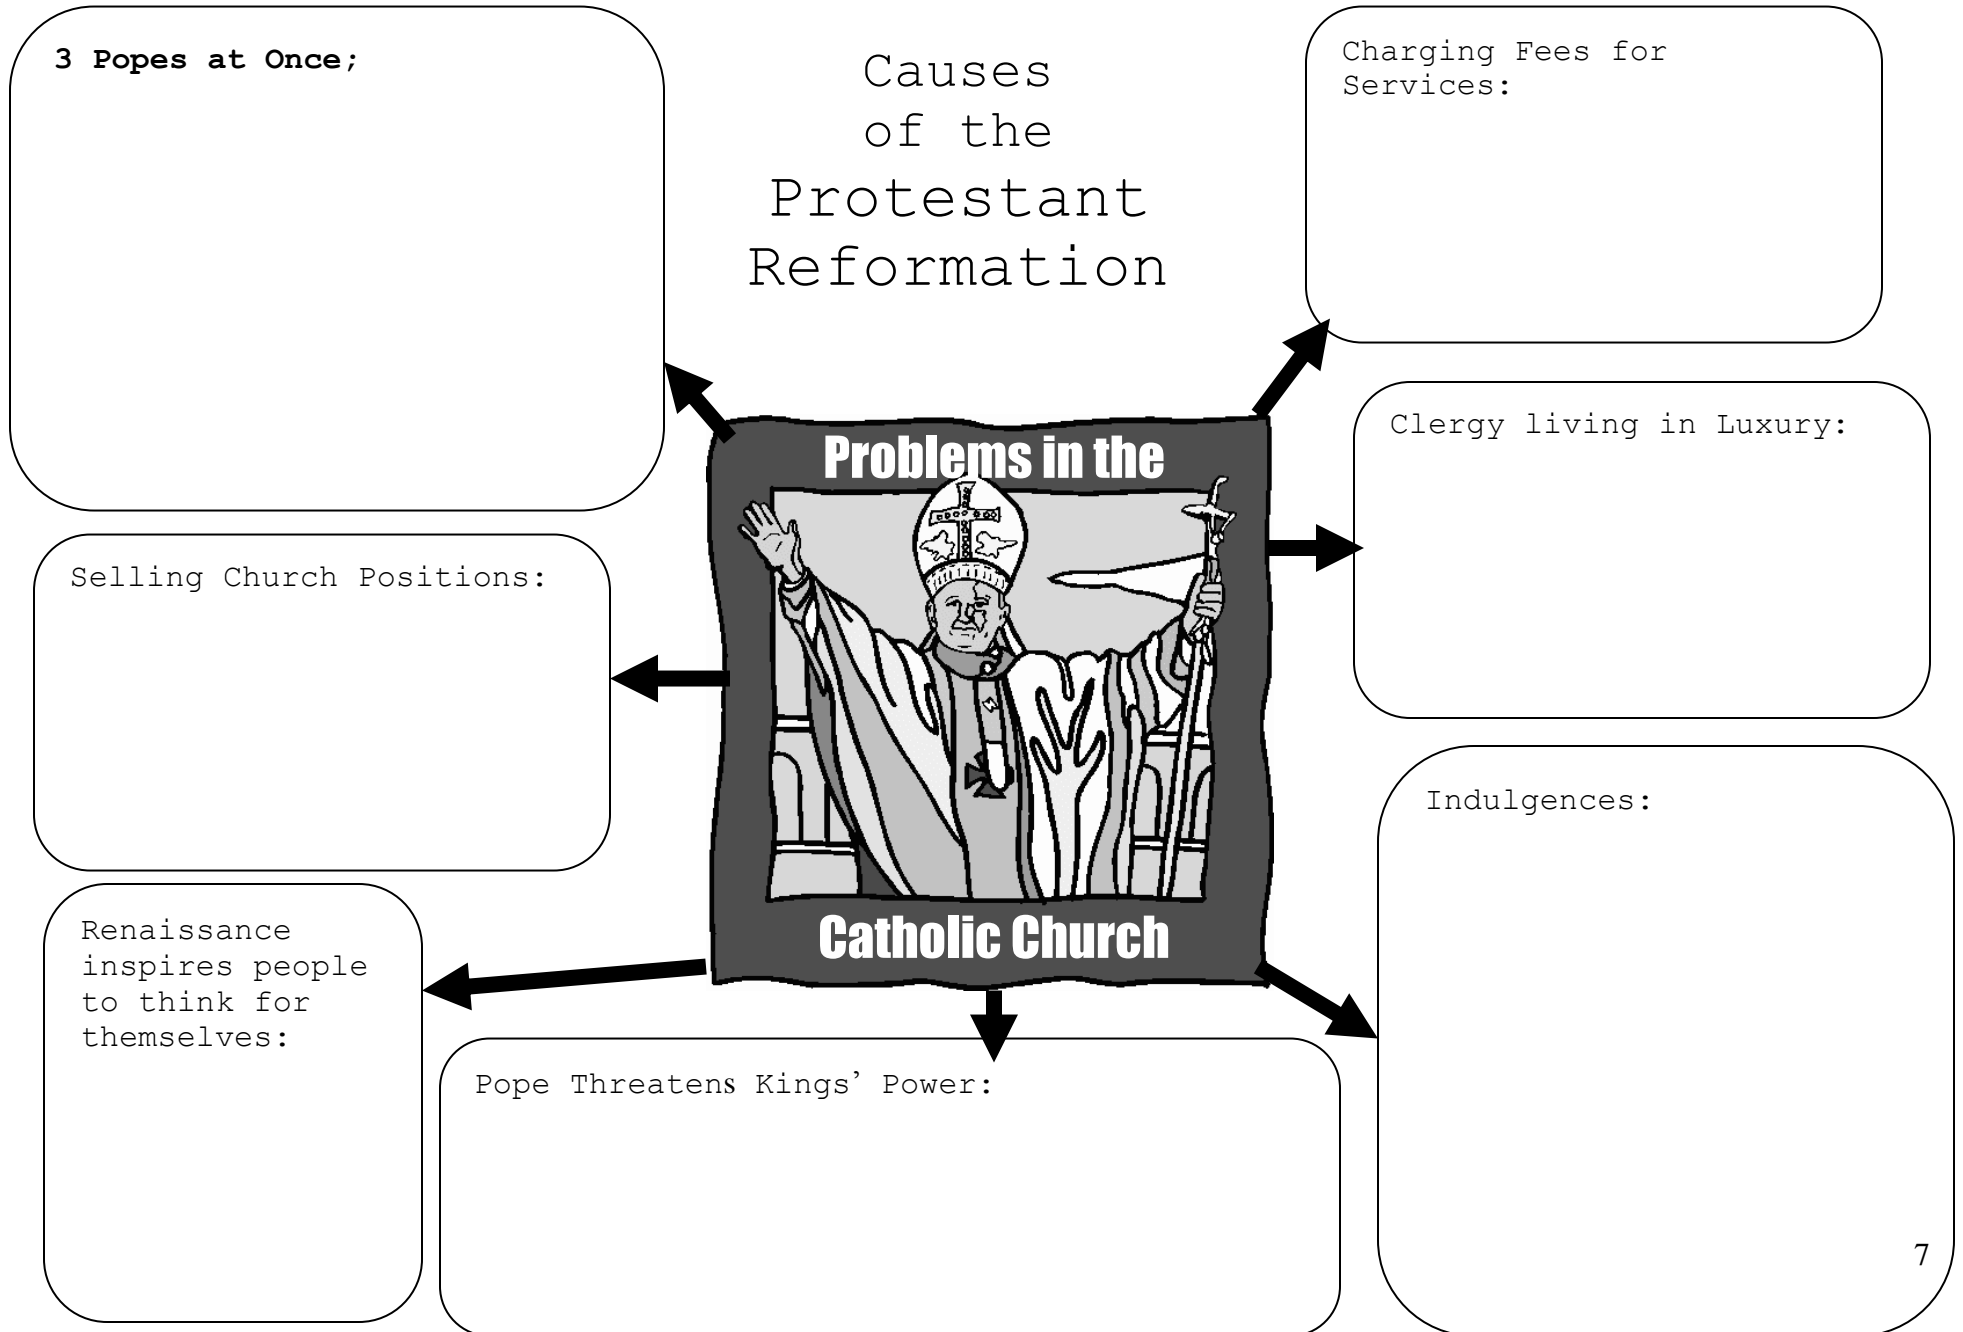 3 Popes at Once;
Causes
of the
Protestant
Reformation
Charging Fees for
Services:
Clergy living in Luxury:
Problems in the
Catholic Church
Selling Church Positions:
Indulgences:
Renaissance
inspires people
to think for
themselves:
Pope Threatens Kings’ Power:
7